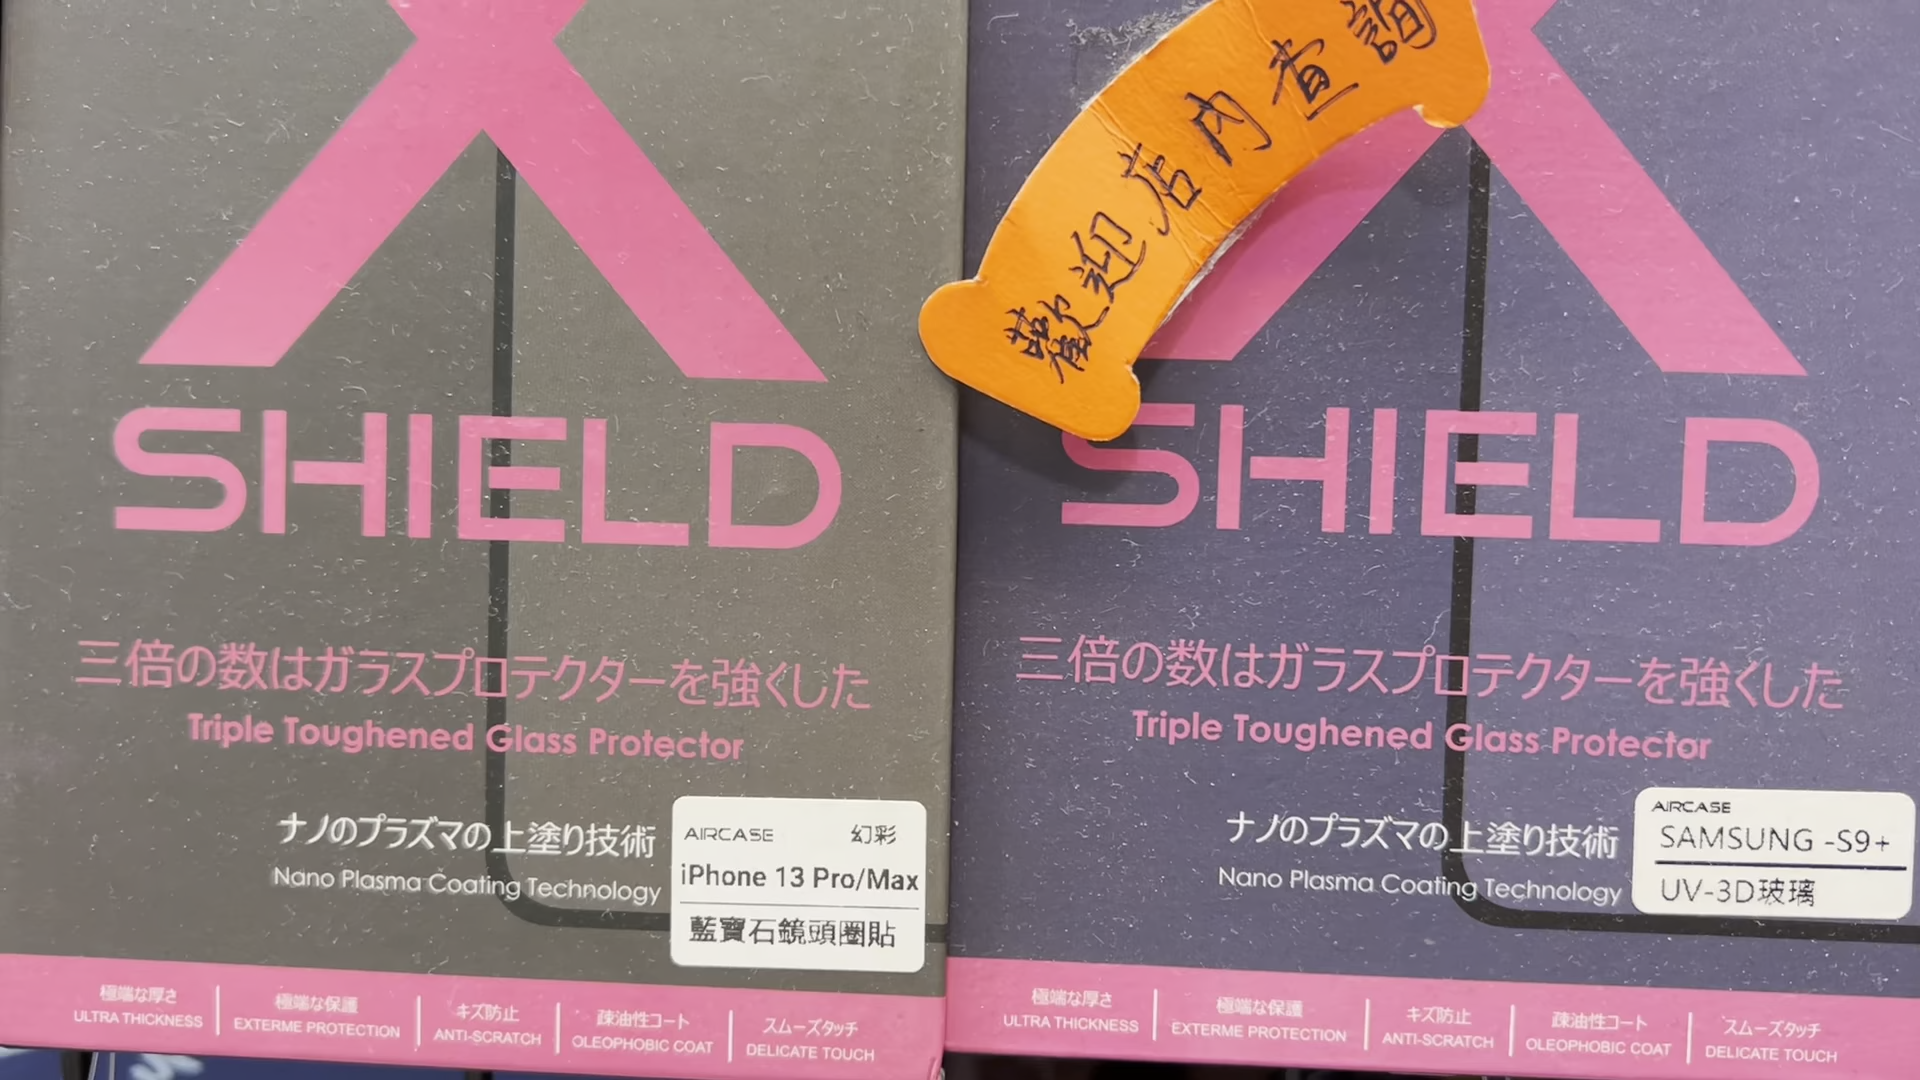 SHIELD
三倍の数はガラスプロテクターを強くした
Triple Toughened Glass Protector
ナノのプラズマの上塗り技術
Nano Plasma Coating Technology
AIRCASE 幻彩
iPhone 13 Pro/Max
藍寶石鏡頭圈貼
極端な厚さ
ULTRA THICKNESS
極端な保護
EXTERME PROTECTION
キズ防止
ANTI-SCRATCH
疎油性コート
OLEOPHOBIC COAT
スムーズタッチ
DELICATE TOUCH
歡迎店內查詢
SHIELD
三倍の数はガラスプロテクターを強くした
Triple Toughened Glass Protector
ナノのプラズマの上塗り技術
Nano Plasma Coating Technology
AIRCASE
SAMSUNG -S9+
UV-3D玻璃
極端な厚さ
ULTRA THICKNESS
極端な保護
EXTERME PROTECTION
キズ防止
ANTI-SCRATCH
疎油性コート
OLEOPHOBIC COAT
スムーズタッチ
DELICATE TOUCH